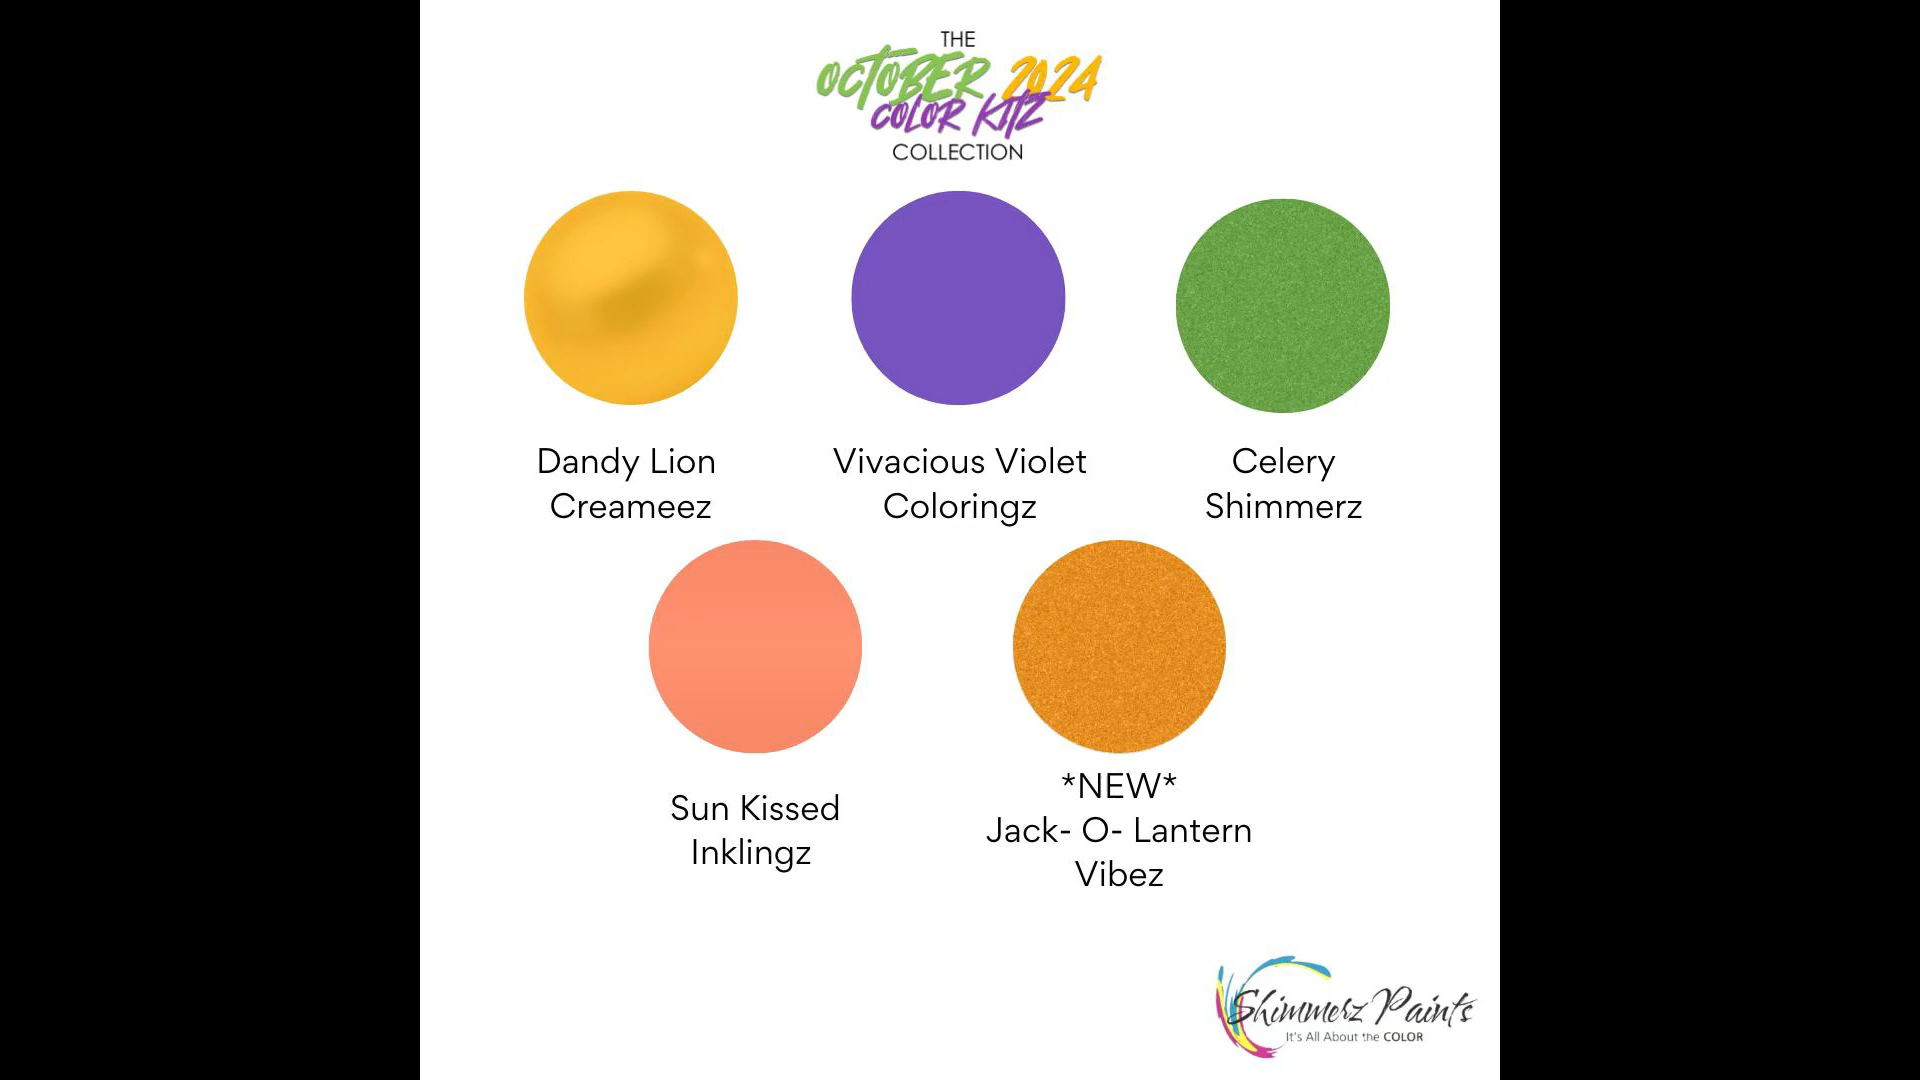 THE
OCTOBER 2024
COLOR KITZ
COLLECTION
Dandy Lion
Creameez
Vivacious Violet
Coloringz
Celery
Shimmerz
Sun Kissed
Inklingz
*NEW*
Jack- O- Lantern
Vibez
Shimmerz Paints
It's All About the COLOR